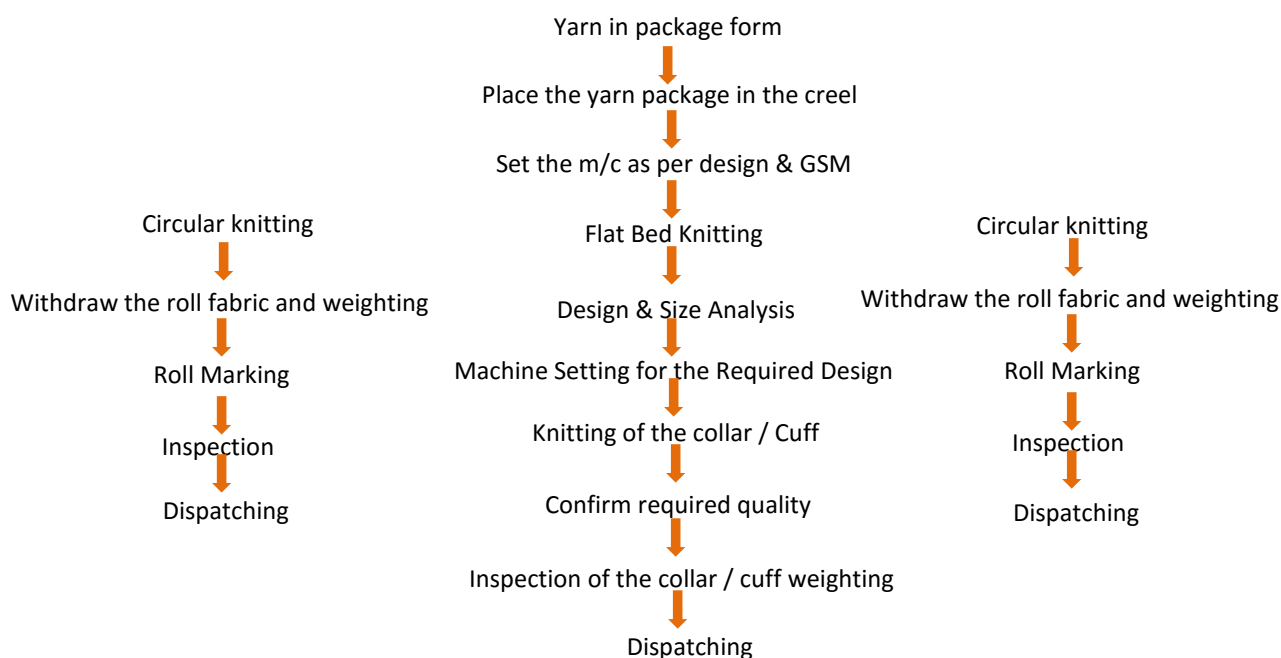 Yarn in package form
Place the yarn package in the creel
Set the m/c as per design & GSM
Flat Bed Knitting
Design & Size Analysis
Machine Setting for the Required Design
Knitting of the collar / Cuff
Confirm required quality
Inspection of the collar / cuff weighting
Dispatching
Circular knitting
Withdraw the roll fabric and weighting
Roll Marking
Inspection
Dispatching
Circular knitting
Withdraw the roll fabric and weighting
Roll Marking
Inspection
Dispatching